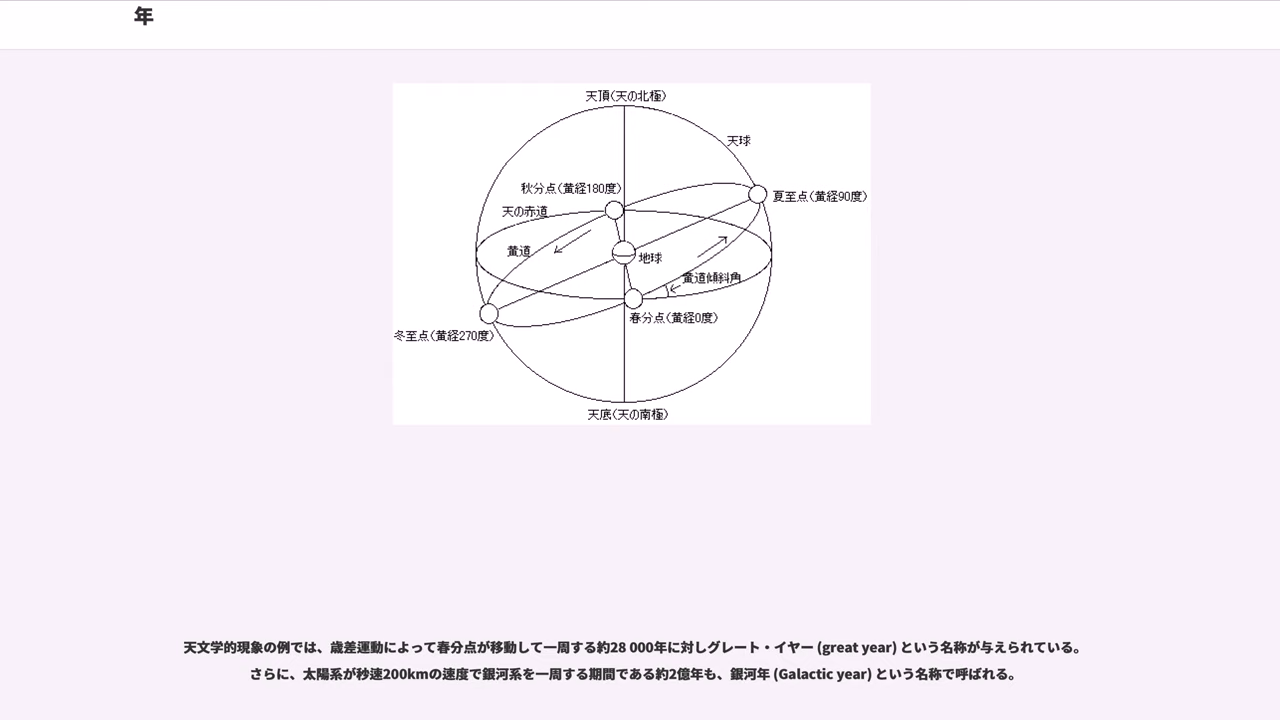 年
天頂(天の北極)
天球
秋分点(黄経180度)
夏至点(黄経90度)
天の赤道
黄道
地球
黄道傾斜角
春分点(黄経0度)
冬至点(黄経270度)
天底(天の南極)
天文学的現象の例では、歳差運動によって春分点が移動して一周する約28 000年に対しグレート・イヤー (great year) という名称が与えられている。
さらに、太陽系が秒速200kmの速度で銀河系を一周する期間である約2億年も、銀河年 (Galactic year) という名称で呼ばれる。